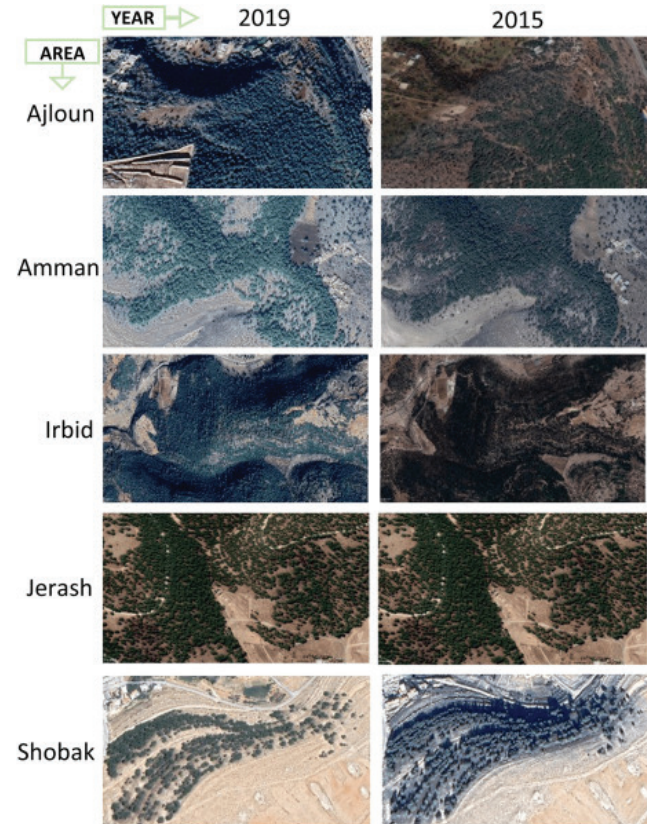 YEAR 2019 2015
AREA
Ajloun
Amman
Irbid
Jerash
Shobak